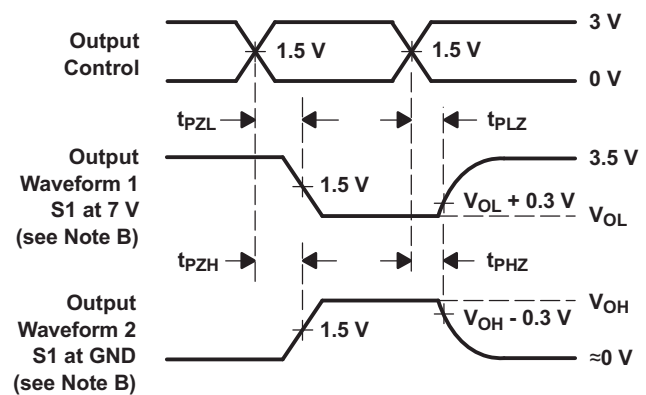 3 V
Output
Control
1.5 V
1.5 V
0 V
tPZL
tPLZ
Output
Waveform 1
S1 at 7 V
(see Note B)
3.5 V
1.5 V
VOL + 0.3 V
VOL
tPZH
tPHZ
Output
Waveform 2
S1 at GND
(see Note B)
VOH
1.5 V
VOH - 0.3 V
≈0 V